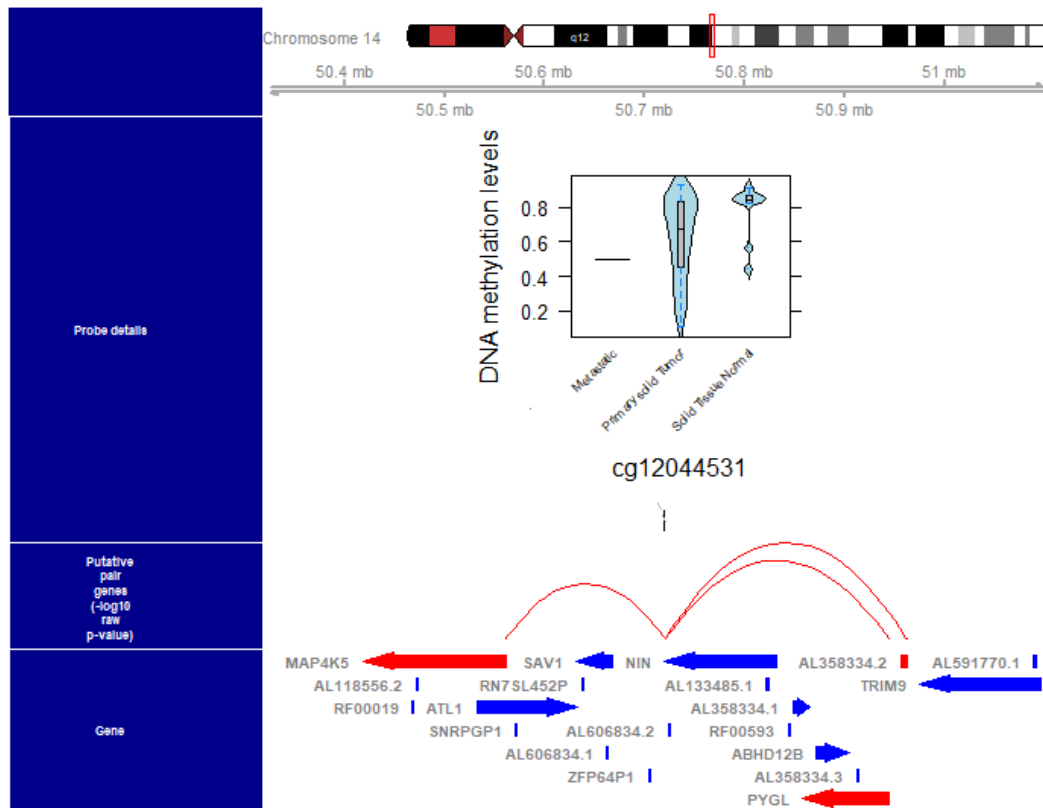 Chromosome 14
q12
50.4 mb 50.6 mb 50.8 mb 51 mb
50.5 mb 50.7 mb 50.9 mb
Probe details
DNA methylation levels
0.8
0.6
0.4
0.2
Metastatic
Primary solid Tumor
Solid Tissue Normal
cg12044531
Putative
pair
genes
(-log10
raw
p-value)
Gene
MAP4K5 SAV1 NIN AL358334.2 AL591770.1
AL118556.2 RN7SL452P AL133485.1 TRIM9
RF00019 ATL1 AL358334.1
SNRPGP1 AL606834.2 RF00593
AL606834.1 ABHD12B
ZFP64P1 AL358334.3
PYGL